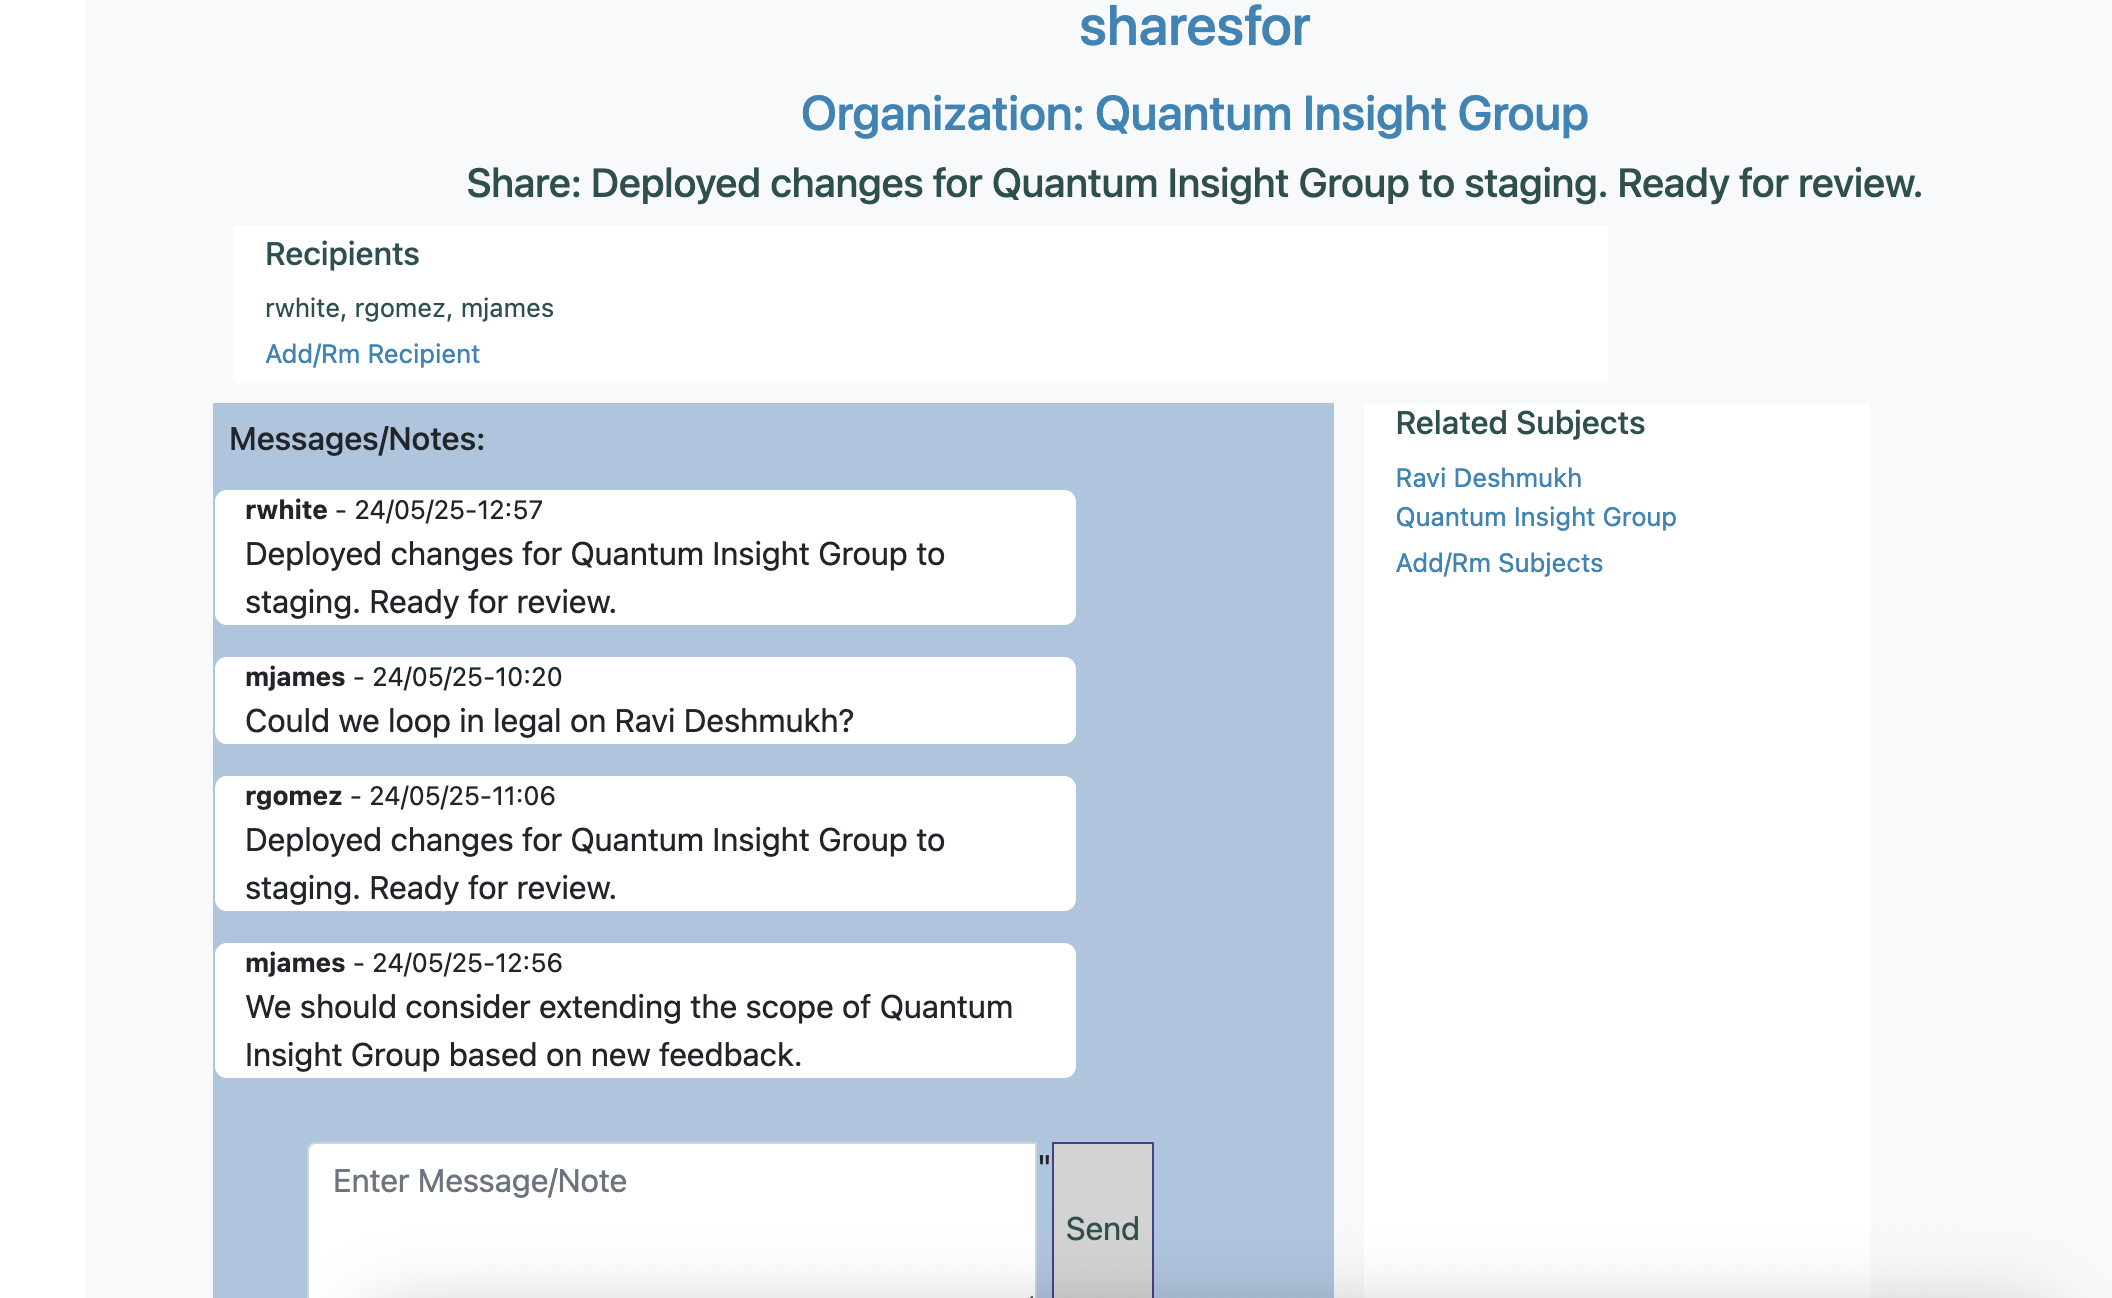 sharesfor
Organization: Quantum Insight Group
Share: Deployed changes for Quantum Insight Group to staging. Ready for review.
Recipients
rwhite, rgomez, mjames
Add/Rm Recipient
Messages/Notes:
rwhite - 24/05/25-12:57
Deployed changes for Quantum Insight Group to
staging. Ready for review.
mjames - 24/05/25-10:20
Could we loop in legal on Ravi Deshmukh?
rgomez - 24/05/25-11:06
Deployed changes for Quantum Insight Group to
staging. Ready for review.
mjames - 24/05/25-12:56
We should consider extending the scope of Quantum
Insight Group based on new feedback.
Enter Message/Note
"
Send
Related Subjects
Ravi Deshmukh
Quantum Insight Group
Add/Rm Subjects